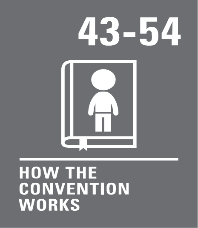 43-54
HOW THE
CONVENTION
WORKS